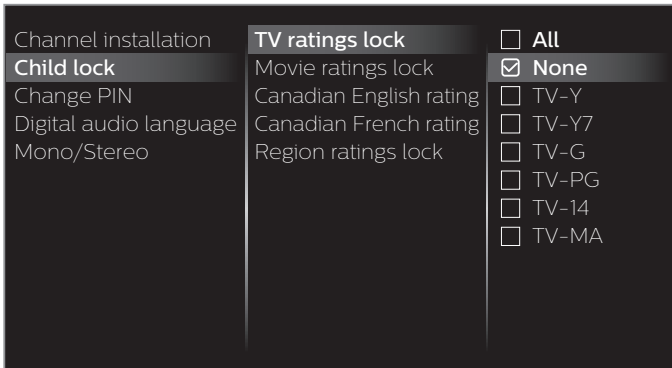 Channel installation
Child lock
Change PIN
Digital audio language
Mono/Stereo
TV ratings lock
Movie ratings lock
Canadian English rating
Canadian French rating
Region ratings lock
All
None
TV-Y
TV-Y7
TV-G
TV-PG
TV-14
TV-MA